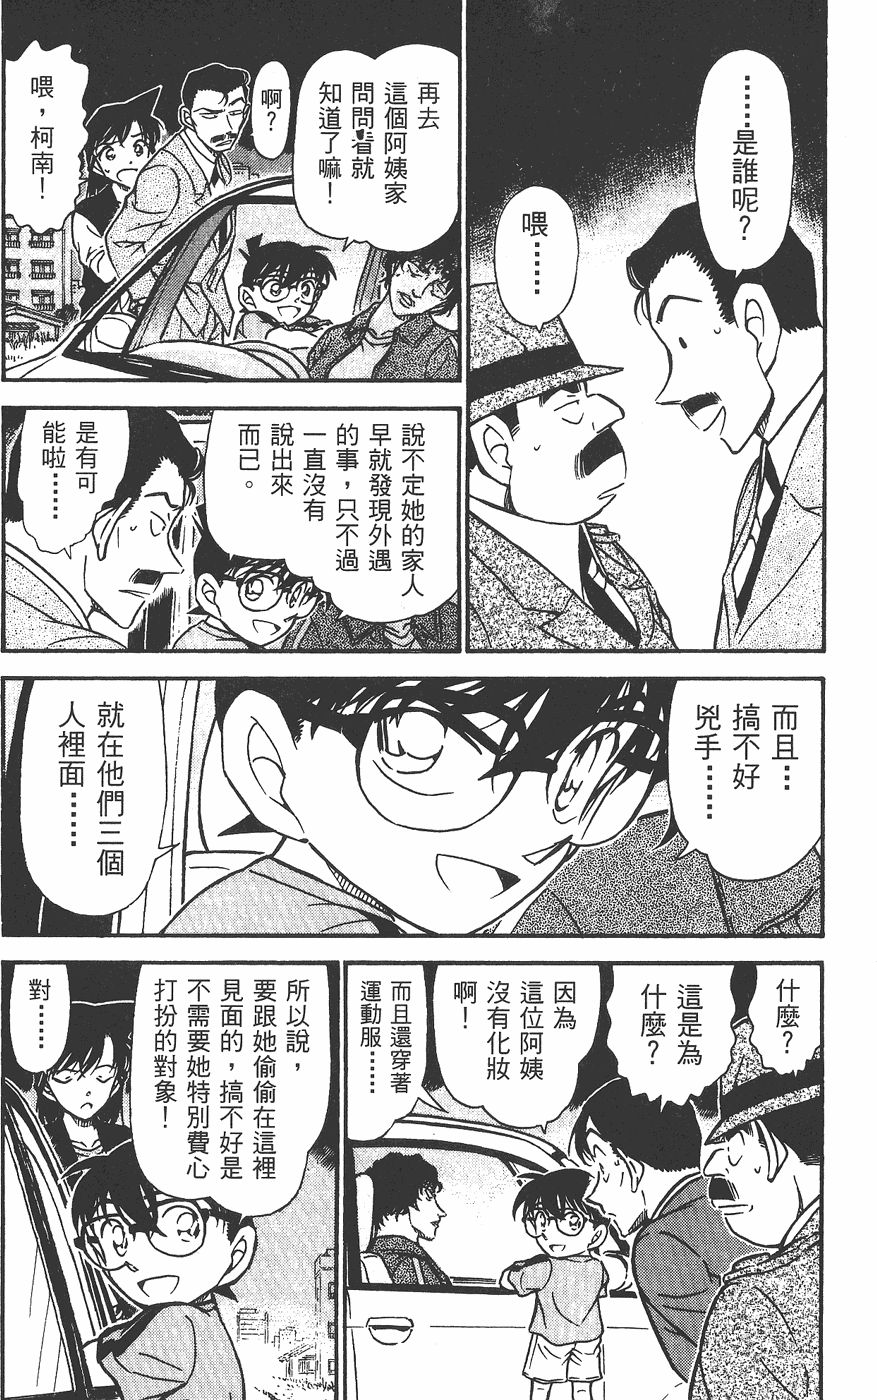 ……是誰呢？
喂……
再去
這個阿姨家
問問看就
知道了嘛！
啊？
喂，柯南！
說不定她的家人
早就發現外遇
的事，只不過
一直沒有
說出來
而已。
是有可
能啦……
而且…
搞不好
兇手……
就在他們三個
人裡面……
什麼？
這是為
什麼？
因為
這位阿姨
沒有化妝
啊！
而且還穿著
運動服……
所以說，
要跟她偷偷在這裡
見面的，搞不好是
不需要她特別費心
打扮的對象！
對……